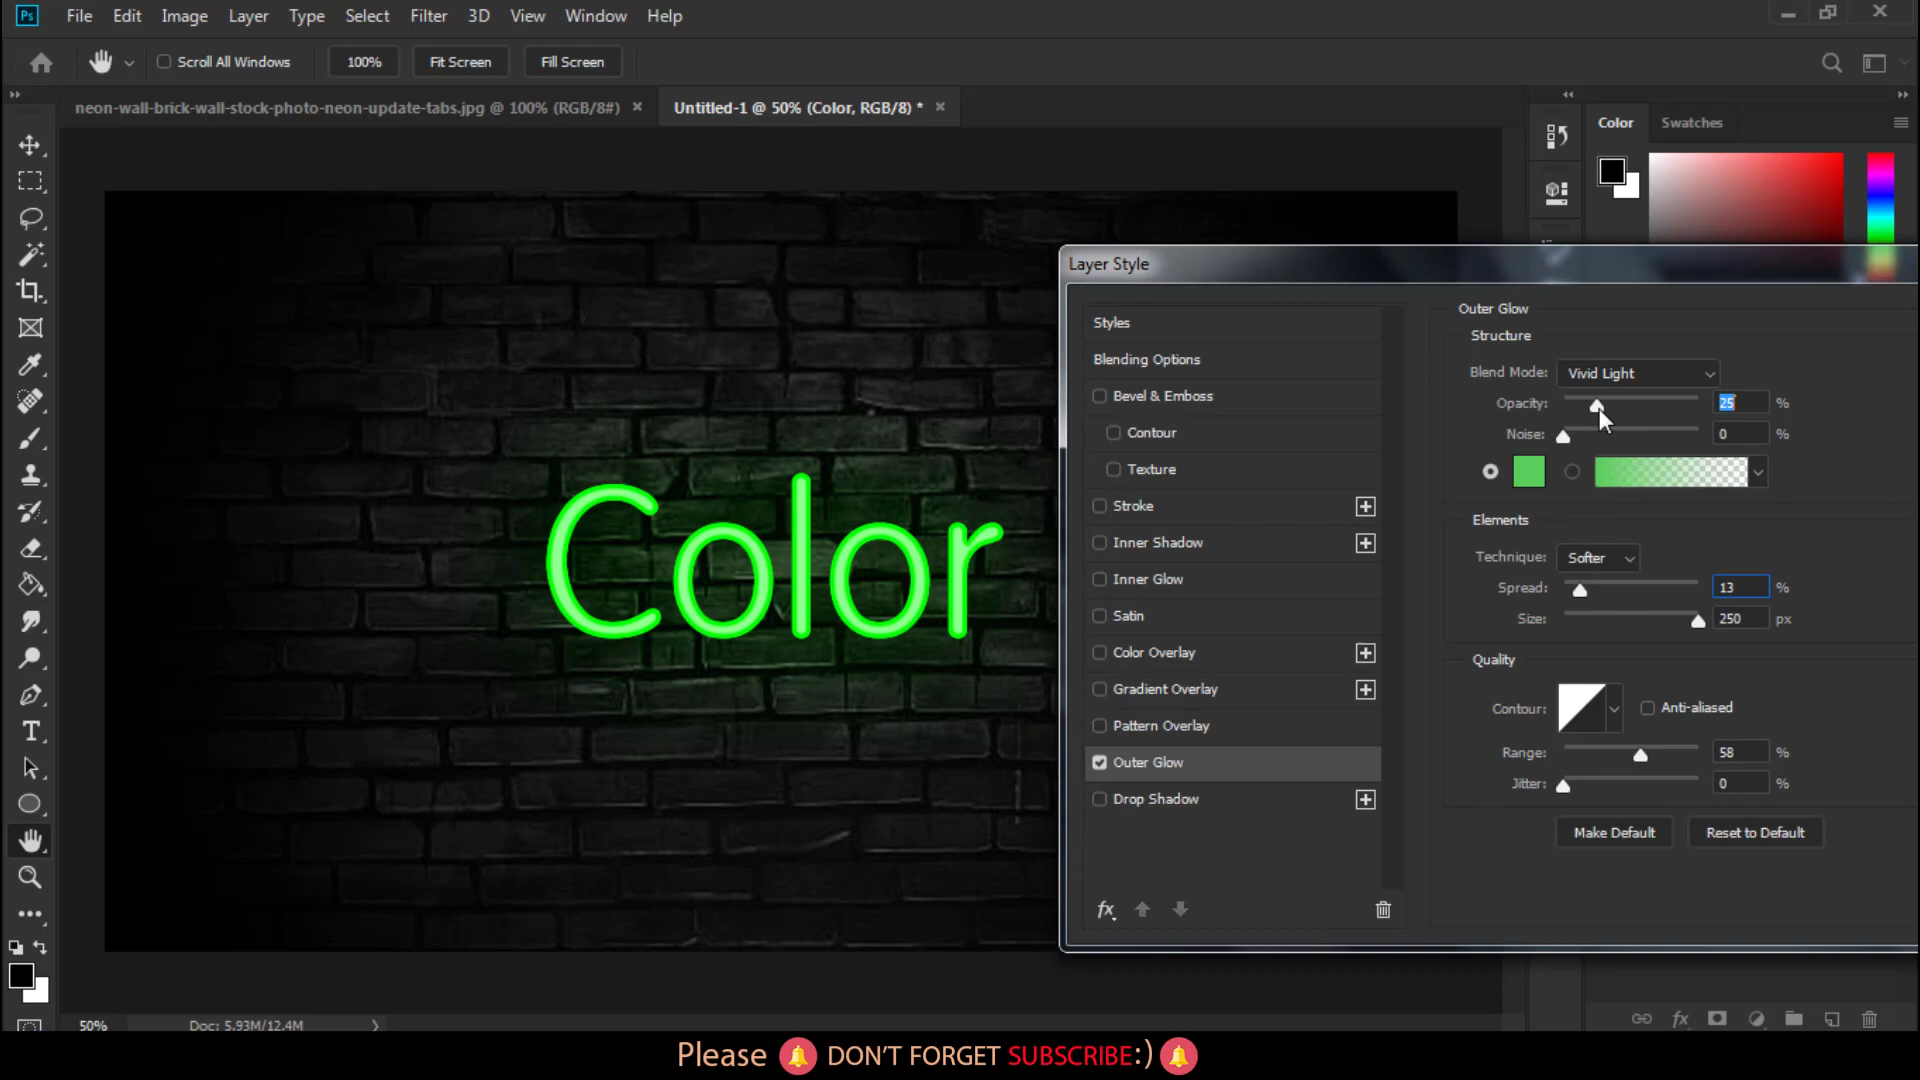 Ps File Edit Image Layer Type Select Filter 3D View Window Help
Scroll All Windows 100% Fit Screen Fill Screen
neon-wall-brick-wall-stock-photo-neon-update-tabs.jpg @ 100% (RGB/8#) × Untitled-1 @ 50% (Color, RGB/8) * ×
Color Swatches
Color
Layer Style
Styles
Blending Options
Bevel & Emboss
Contour
Texture
Stroke
Inner Shadow
Inner Glow
Satin
Color Overlay
Gradient Overlay
Pattern Overlay
Outer Glow
Drop Shadow
fx
Outer Glow
Structure
Blend Mode: Vivid Light
Opacity: 25 %
Noise: 0 %
Elements
Technique: Softer
Spread: 13 %
Size: 250 px
Quality
Contour: Anti-aliased
Range: 58 %
Jitter: 0 %
Make Default Reset to Default
50% Doc: 5.93M/12.4M
fx
Please DON'T FORGET SUBSCRIBE:)